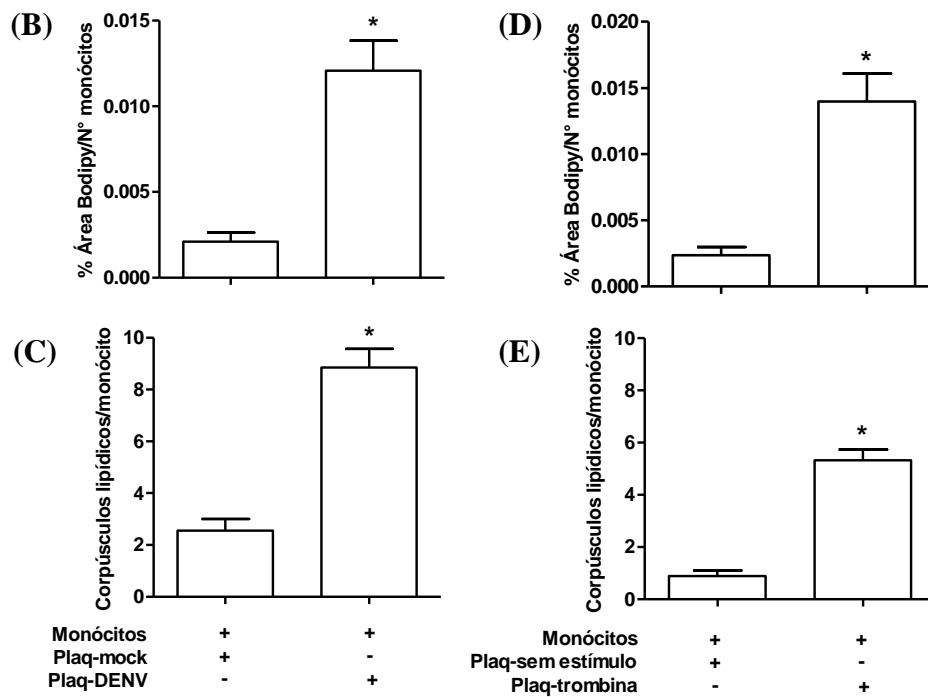 (B)
% Área Bodipy/N° monócitos
0.015
0.010
0.005
0.000
*
(D)
% Área Bodipy/N° monócitos
0.020
0.015
0.010
0.005
0.000
*
(C)
Corpúsculos lipídicos/monócito
10
8
6
4
2
0
*
Monócitos + +
Plaq-mock + -
Plaq-DENV - +
(E)
Corpúsculos lipídicos/monócito
10
8
6
4
2
0
*
Monócitos + +
Plaq-sem estímulo + -
Plaq-trombina - +